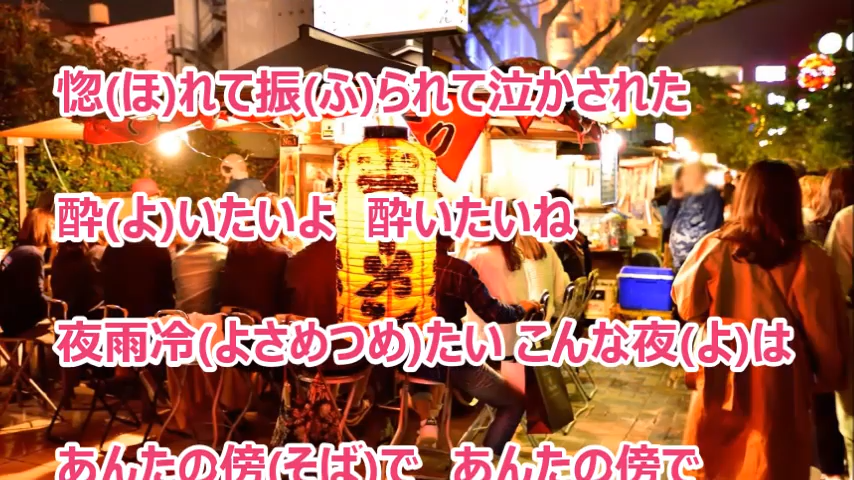 惚(ほ)れて振(ふ)られて泣かされた
酔(よ)いたいよ　酔いたいね
夜雨冷(よさめつめ)たい こんな夜(よ)は
あんたの傍(そば)で　あんたの傍で